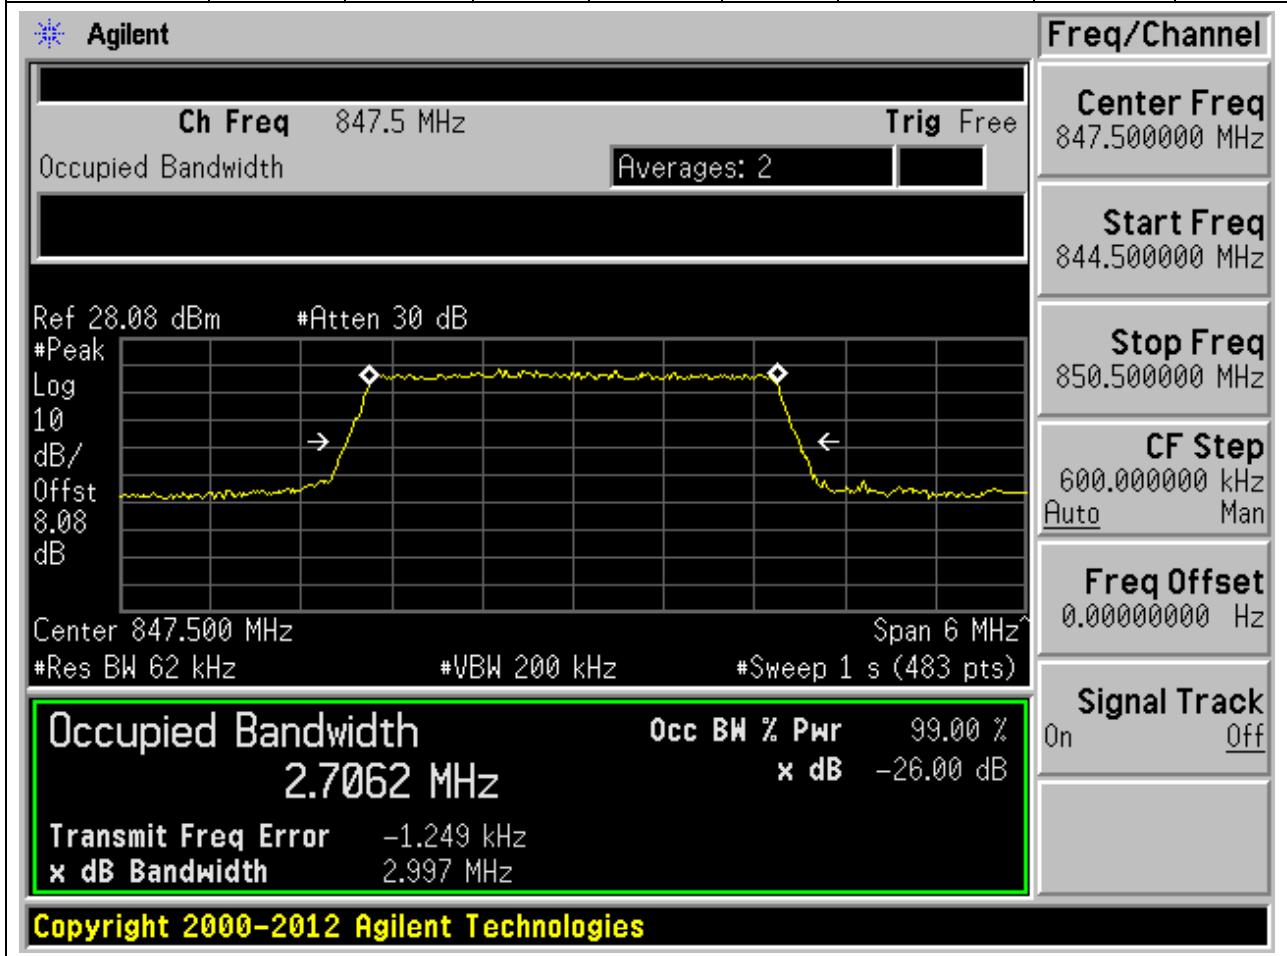 Agilent
Freq/Channel
Ch Freq 847.5 MHz Trig Free
Occupied Bandwidth Averages: 2
Center Freq
847.500000 MHz
Start Freq
844.500000 MHz
Stop Freq
850.500000 MHz
CF Step
600.000000 kHz
Auto Man
Freq Offset
0.00000000 Hz
Signal Track
On Off
Ref 28.08 dBm #Atten 30 dB
#Peak
Log
10
dB/
Offst
8.08
dB
Center 847.500 MHz Span 6 MHz^
#Res BW 62 kHz #VBW 200 kHz #Sweep 1 s (483 pts)
Occupied Bandwidth Occ BW % Pwr 99.00 %
2.7062 MHz x dB -26.00 dB
Transmit Freq Error -1.249 kHz
x dB Bandwidth 2.997 MHz
Copyright 2000-2012 Agilent Technologies